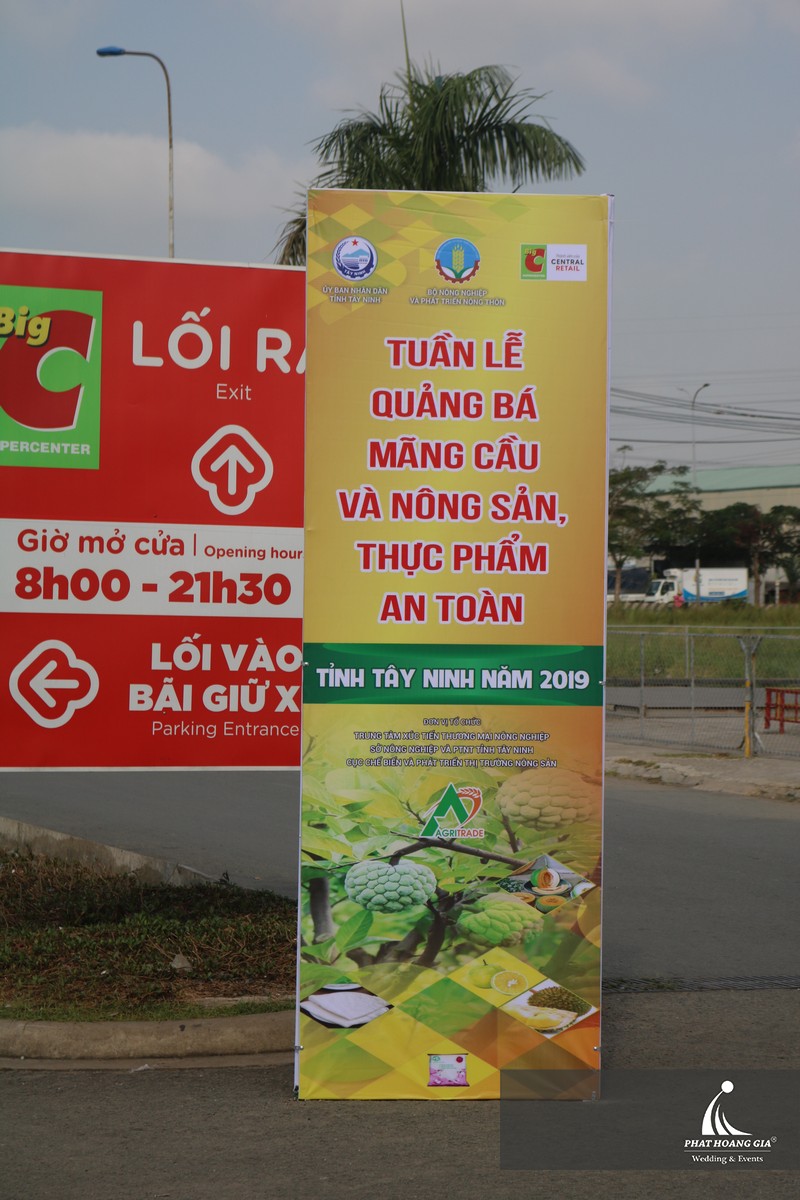 Big
C
PERCENTER
LỐI RA
Exit
Giờ mở cửa | Opening hour
8h00 - 21h30
LỐI VÀO
BÃI GIỮ X
Parking Entrance
TÂY NINH
ỦY BAN NHÂN DÂN
TỈNH TÂY NINH
BỘ NÔNG NGHIỆP
VÀ PHÁT TRIỂN NÔNG THÔN
Big
C
CENTRAL
RETAIL
TUẦN LỄ
QUẢNG BÁ
MÃNG CẦU
VÀ NÔNG SẢN,
THỰC PHẨM
AN TOÀN
TỈNH TÂY NINH NĂM 2019
ĐƠN VỊ TỔ CHỨC
TRUNG TÂM XÚC TIẾN THƯƠNG MẠI NÔNG NGHIỆP
SỞ NÔNG NGHIỆP VÀ PTNT TỈNH TÂY NINH
CỤC CHẾ BIẾN VÀ PHÁT TRIỂN THỊ TRƯỜNG NÔNG SẢN
AGRITRADE
PHAT HOANG GIA®
Wedding & Events